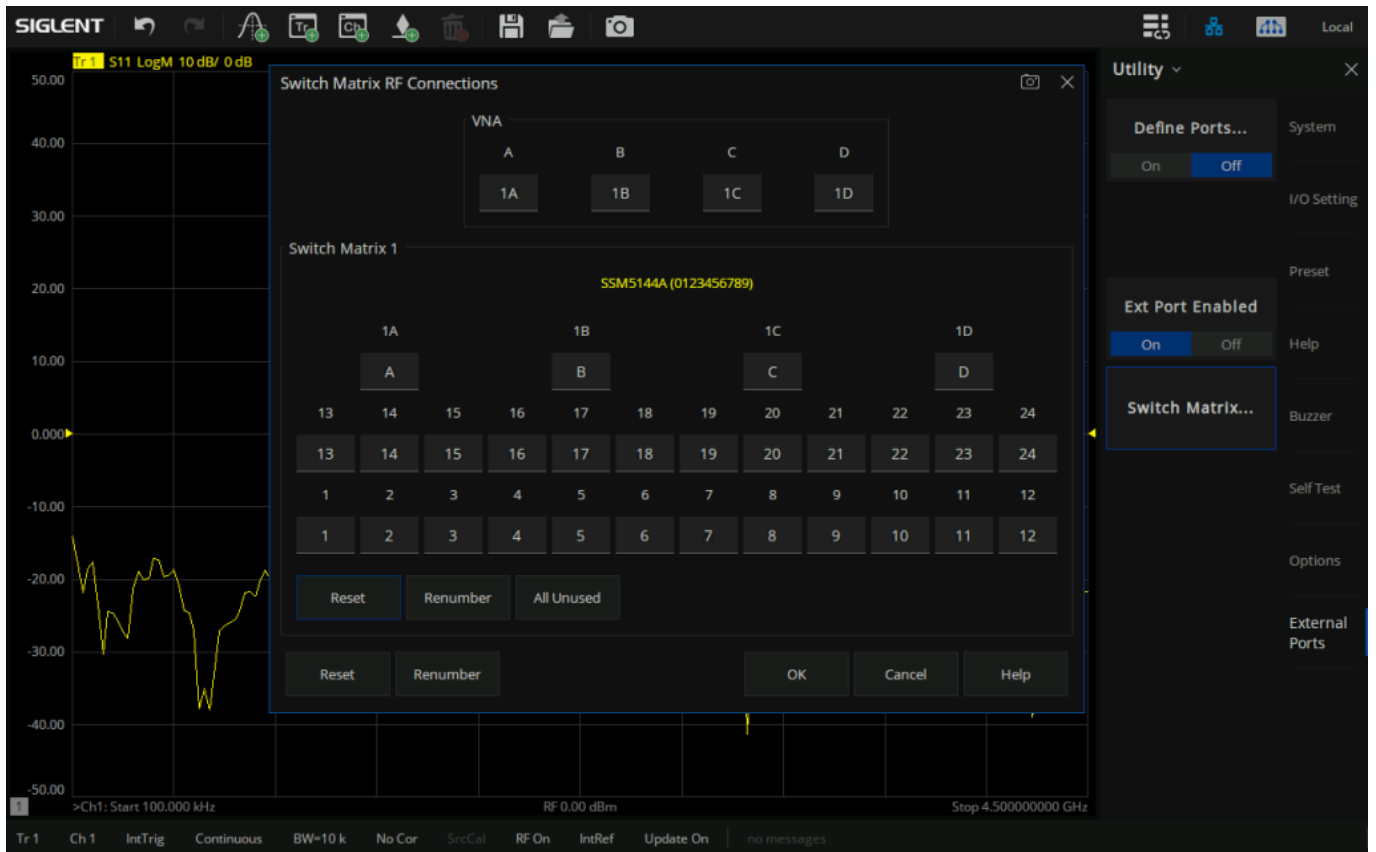 SIGLENT Tr Ch Local
Tr 1 S11 LogM 10 dB/ 0 dB
50.00
40.00
30.00
20.00
10.00
0.000
-10.00
-20.00
-30.00
-40.00
-50.00
Switch Matrix RF Connections
VNA
A B C D
1A 1B 1C 1D
Switch Matrix 1
SSM5144A (0123456789)
1A 1B 1C 1D
A B C D
13 14 15 16 17 18 19 20 21 22 23 24
13 14 15 16 17 18 19 20 21 22 23 24
1 2 3 4 5 6 7 8 9 10 11 12
1 2 3 4 5 6 7 8 9 10 11 12
Reset Renumber All Unused
Reset Renumber OK Cancel Help
Utility
Define Ports...
On Off
Ext Port Enabled
On Off
Switch Matrix...
System
I/O Setting
Preset
Help
Buzzer
Self Test
Options
External
Ports
1 >Ch1: Start 100.000 kHz RF 0.00 dBm Stop 4.500000000 GHz
Tr 1 Ch 1 IntTrig Continuous BW=10 k No Cor SrcCal RF On IntRef Update On no messages